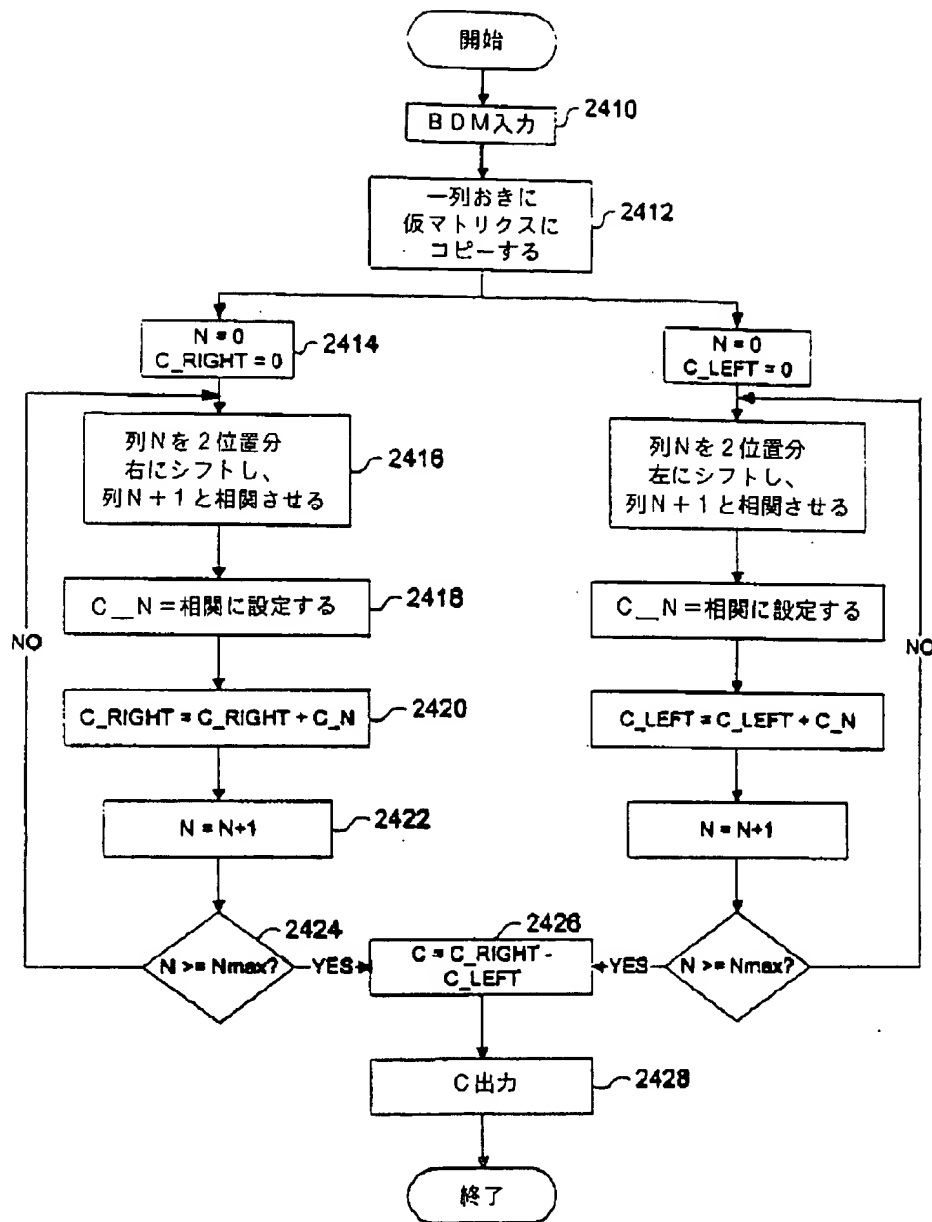 開始
BDM入力
2410
一列おきに
仮マトリクスに
コピーする
2412
N = 0
C_RIGHT = 0
2414
列Nを2位置分
右にシフトし、
列N+1と相関させる
2416
C__N=相関に設定する
2418
C_RIGHT = C_RIGHT + C_N
2420
N = N+1
2422
N >= Nmax?
2424
NO
YES
N = 0
C_LEFT = 0
列Nを2位置分
左にシフトし、
列N+1と相関させる
C__N=相関に設定する
C_LEFT = C_LEFT + C_N
N = N+1
N >= Nmax?
NO
YES
C = C_RIGHT -
C_LEFT
2426
C出力
2428
終了